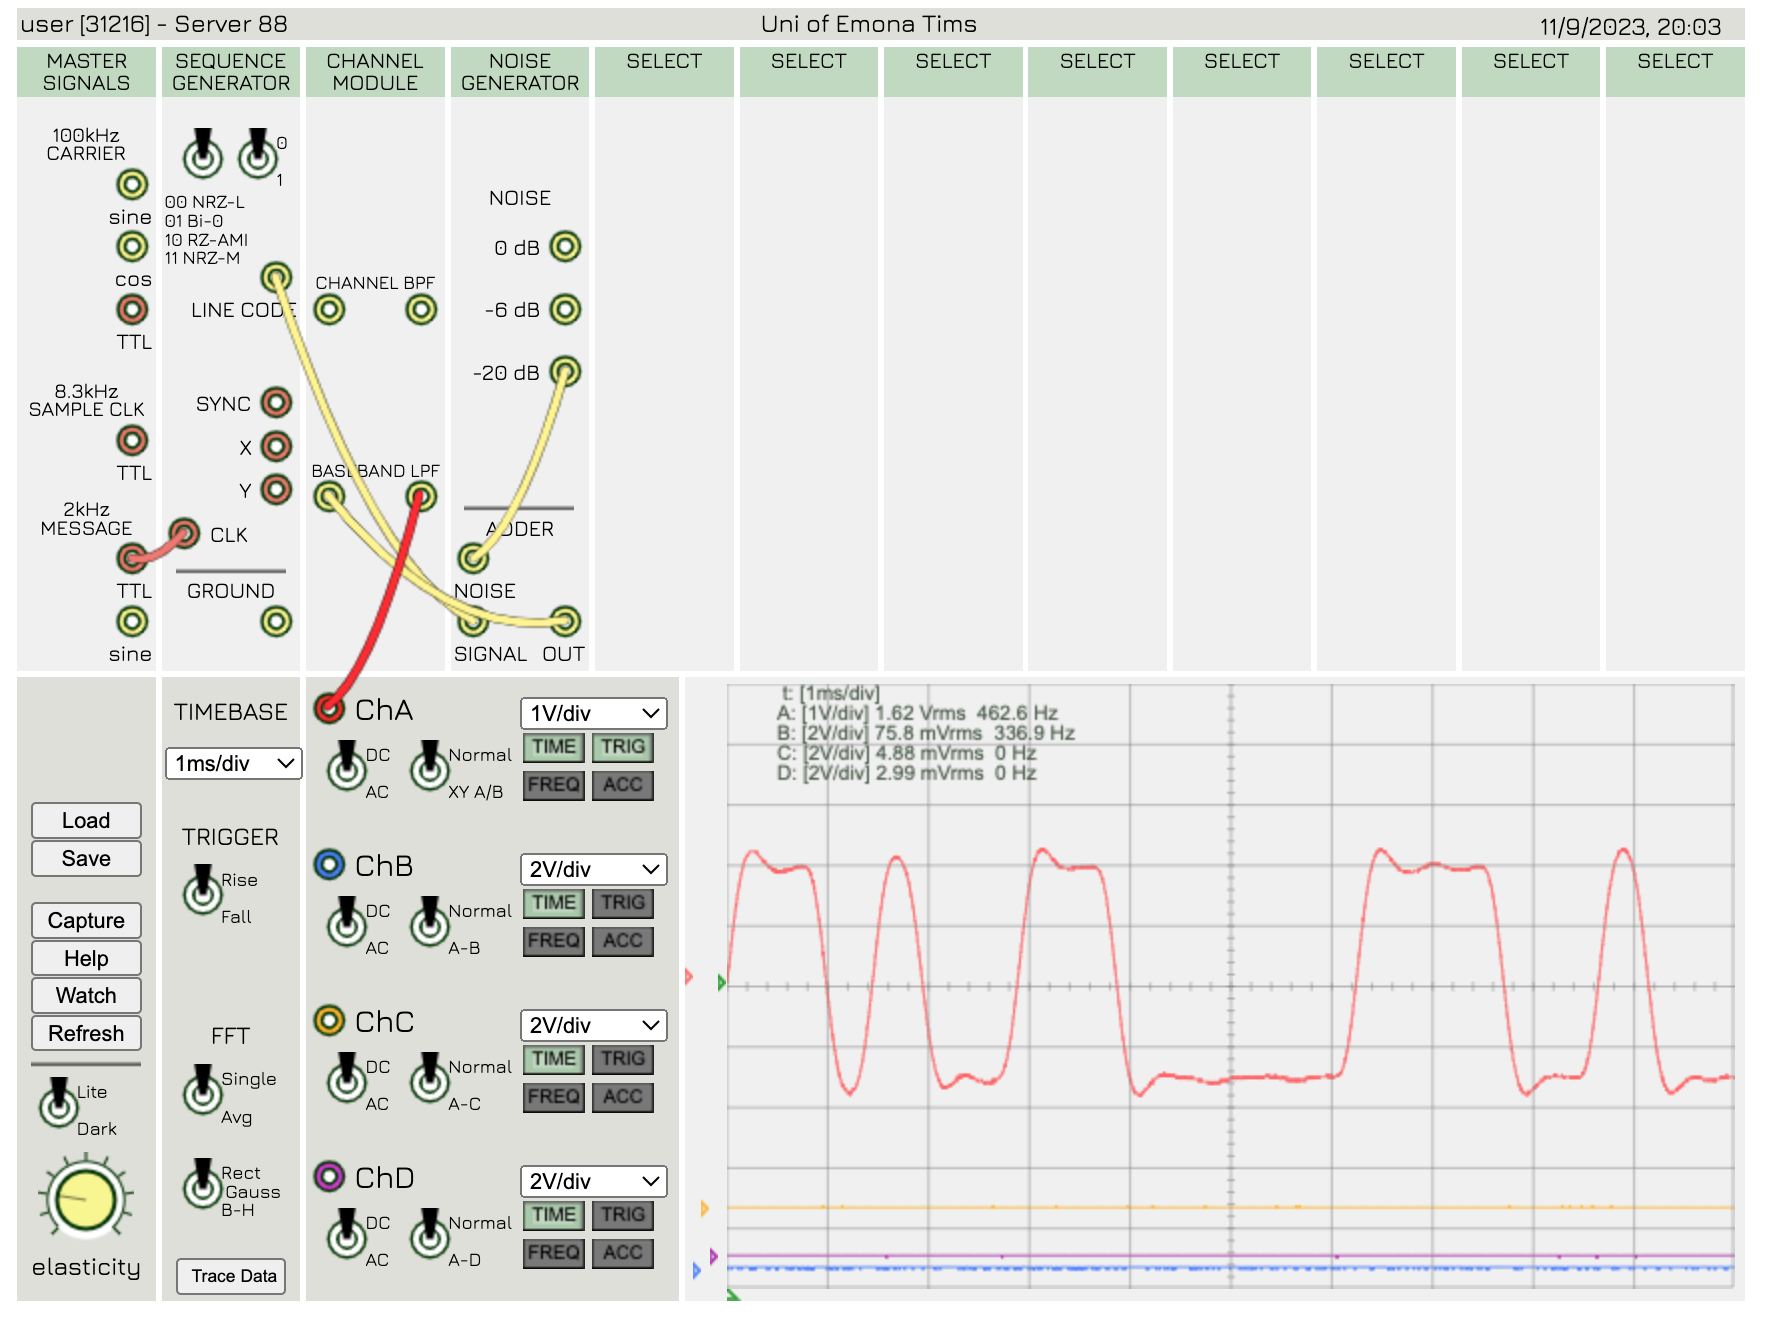 user [31216] - Server 88
Uni of Emona Tims
11/9/2023, 20:03
MASTER
SIGNALS
SEQUENCE
GENERATOR
CHANNEL
MODULE
NOISE
GENERATOR
SELECT
SELECT
SELECT
SELECT
SELECT
SELECT
SELECT
SELECT
100kHz
CARRIER
sine
cos
TTL
8.3kHz
SAMPLE CLK
TTL
2kHz
MESSAGE
TTL
sine
0
1
00 NRZ-L
01 Bi-0
10 RZ-AMI
11 NRZ-M
LINE CODE
SYNC
X
Y
CLK
GROUND
CHANNEL BPF
BASEBAND LPF
NOISE
0 dB
-6 dB
-20 dB
ADDER
NOISE
SIGNAL OUT
Load
Save
Capture
Help
Watch
Refresh
Lite
Dark
elasticity
TIMEBASE
1ms/div
TRIGGER
Rise
Fall
FFT
Single
Avg
Rect
Gauss
B-H
Trace Data
ChA
1V/div
DC
AC
Normal
XY A/B
TIME TRIG
FREQ ACC
ChB
2V/div
DC
AC
Normal
A-B
TIME TRIG
FREQ ACC
ChC
2V/div
DC
AC
Normal
A-C
TIME TRIG
FREQ ACC
ChD
2V/div
DC
AC
Normal
A-D
TIME TRIG
FREQ ACC
t: [1ms/div]
A: [1V/div] 1.62 Vrms 462.6 Hz
B: [2V/div] 75.8 mVrms 336.9 Hz
C: [2V/div] 4.88 mVrms 0 Hz
D: [2V/div] 2.99 mVrms 0 Hz